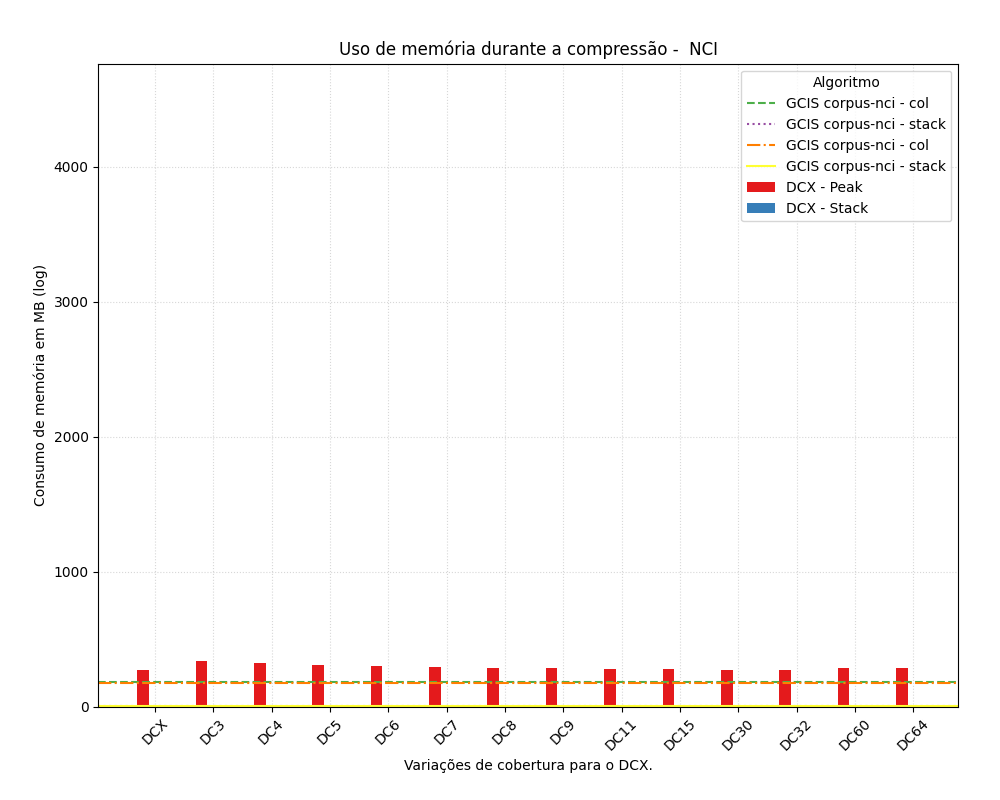 Uso de memória durante a compressão -  NCI
Algoritmo
GCIS corpus-nci - col
GCIS corpus-nci - stack
GCIS corpus-nci - col
GCIS corpus-nci - stack
DCX - Peak
DCX - Stack
Consumo de memória em MB (log)
4000
3000
2000
1000
0
DCX DC3 DC4 DC5 DC6 DC7 DC8 DC9 DC11 DC15 DC30 DC32 DC60 DC64
Variações de cobertura para o DCX.